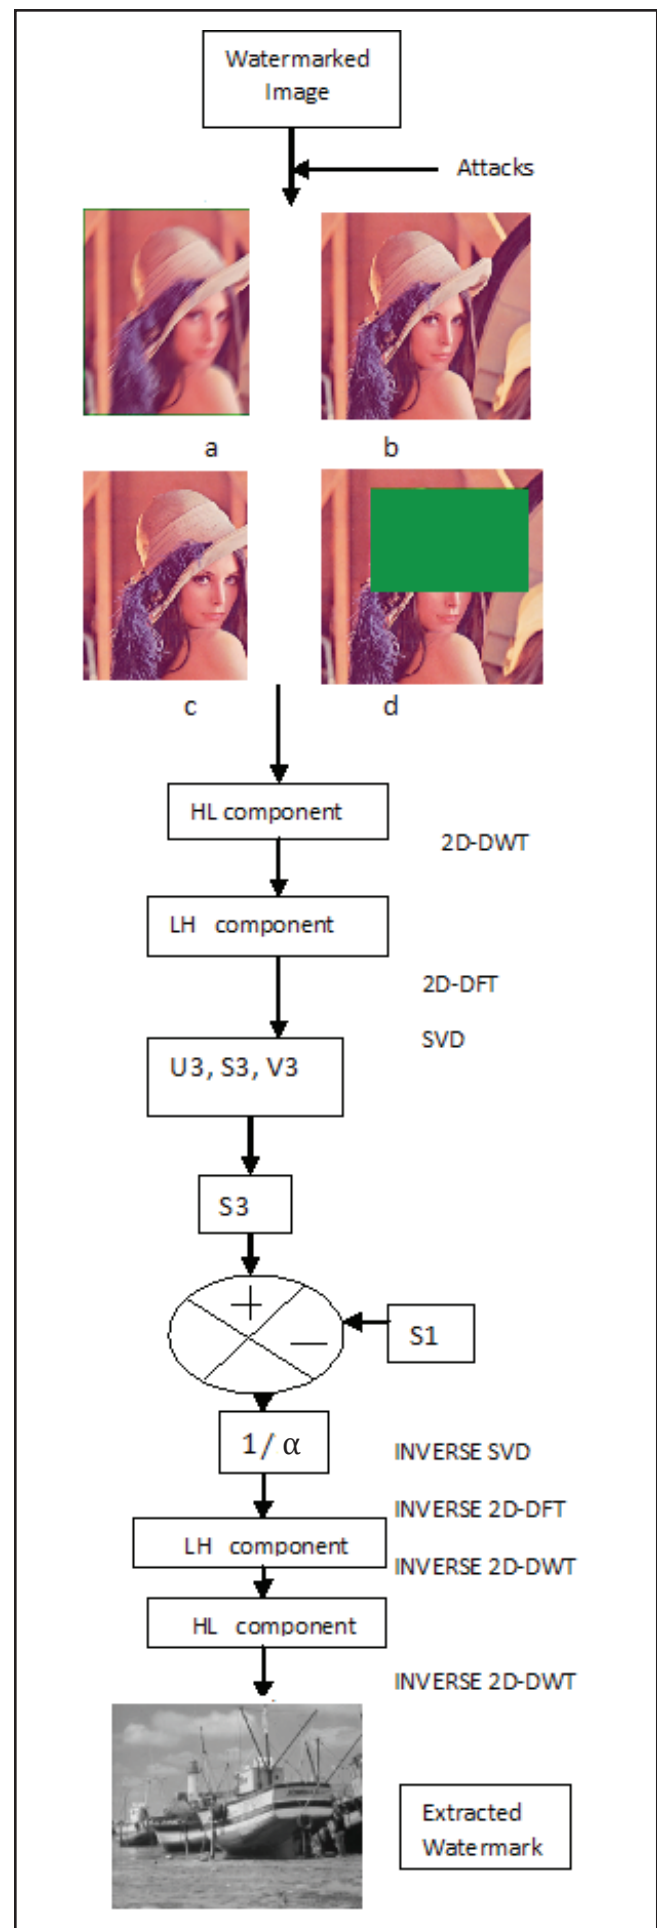 Watermarked
Image
Attacks
a
b
c
d
HL component
2D-DWT
LH component
2D-DFT
SVD
U3, S3, V3
S3
+
—
S1
1/ α
INVERSE SVD
INVERSE 2D-DFT
LH component
INVERSE 2D-DWT
HL component
INVERSE 2D-DWT
Extracted
Watermark